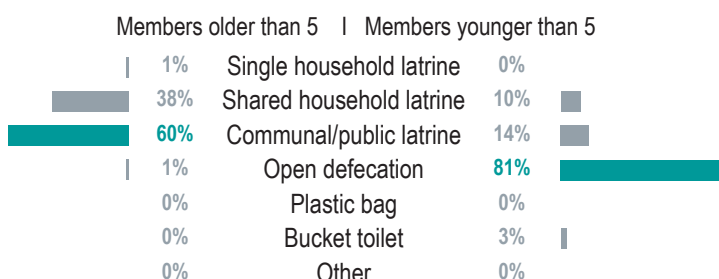 Members older than 5 I Members younger than 5
1% Single household latrine 0%
38% Shared household latrine 10%
60% Communal/public latrine 14%
1% Open defecation 81%
0% Plastic bag 0%
0% Bucket toilet 3%
0% Other 0%